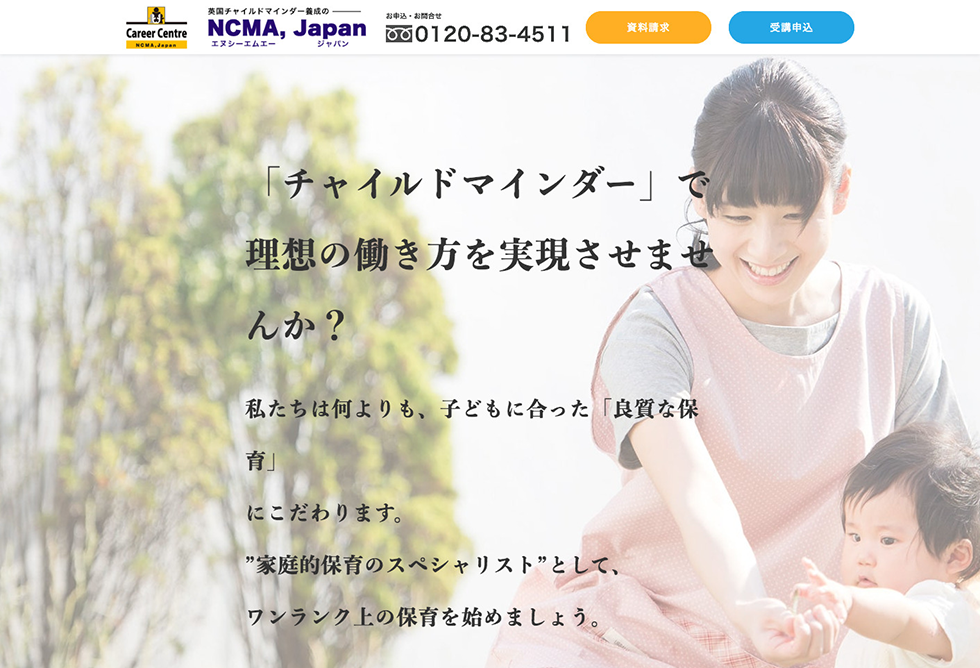 Career Centre
NCMA,Japan
英国チャイルドマインダー養成の
NCMA, Japan
エヌシーエムエー ジャパン
お申込・お問合せ
0120-83-4511
資料請求
受講申込
「チャイルドマインダー」で
理想の働き方を実現させませ
んか？
私たちは何よりも、子どもに合った「良質な保
育」
にこだわります。
”家庭的保育のスペシャリスト”として、
ワンランク上の保育を始めましょう。